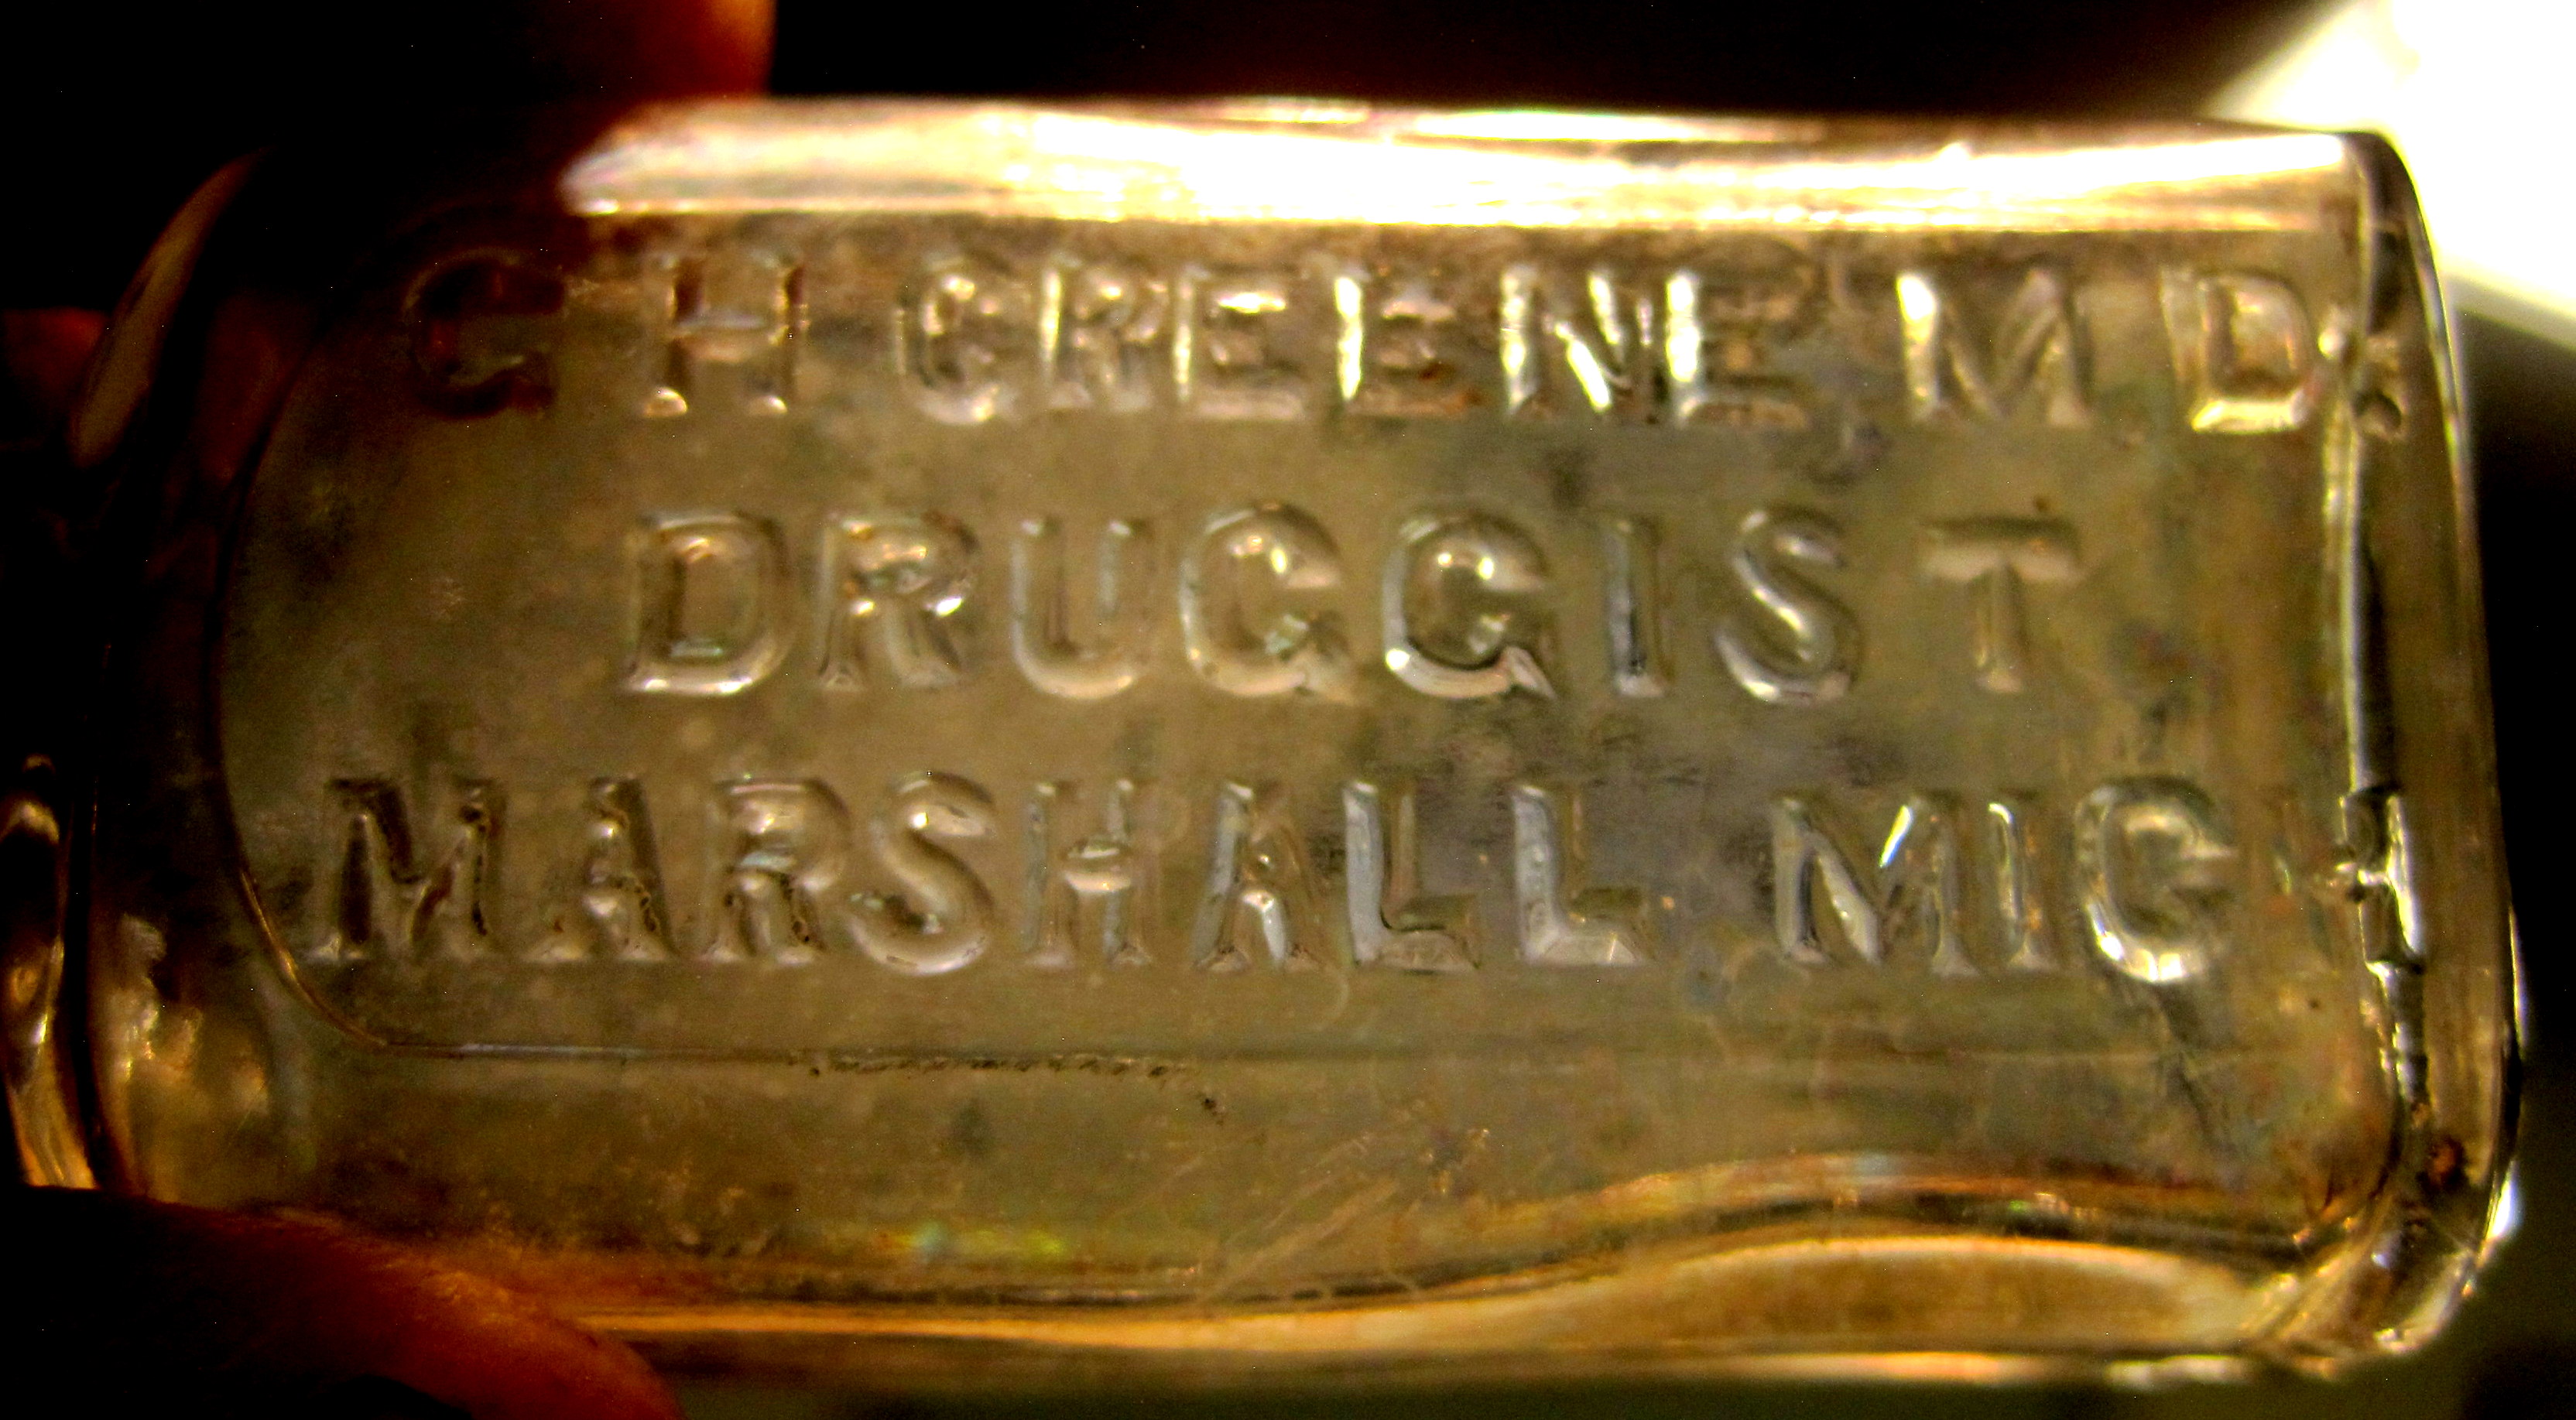 C H GREENE, M D.
DRUGGIST
MARSHALL MICH